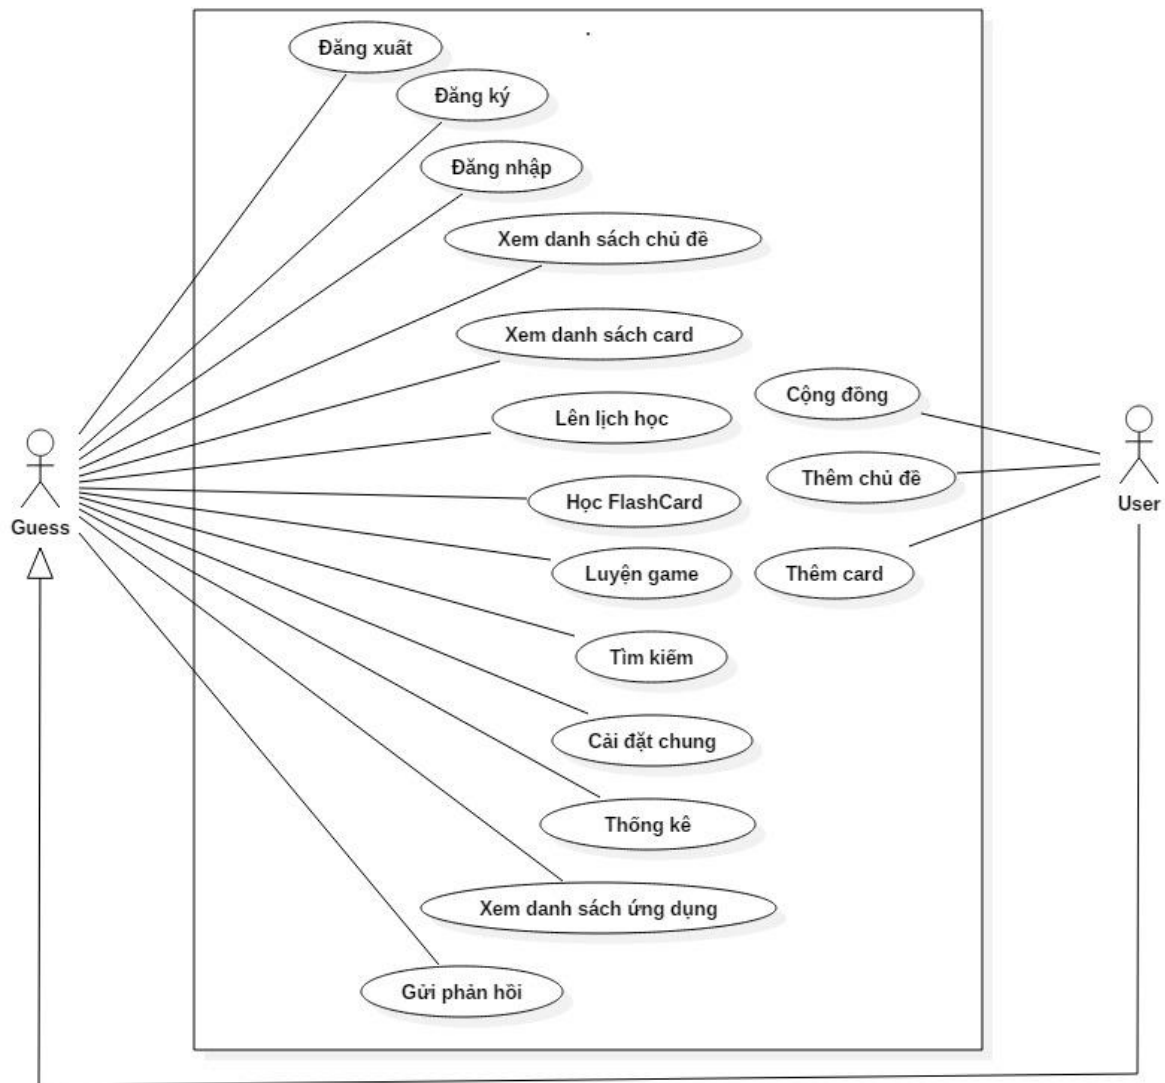 Đăng xuất
Đăng ký
Đăng nhập
Xem danh sách chủ đề
Xem danh sách card
Cộng đồng
Lên lịch học
Thêm chủ đề
Học FlashCard
User
Guess
Luyện game
Thêm card
Tìm kiếm
Cải đặt chung
Thống kê
Xem danh sách ứng dụng
Gửi phản hồi